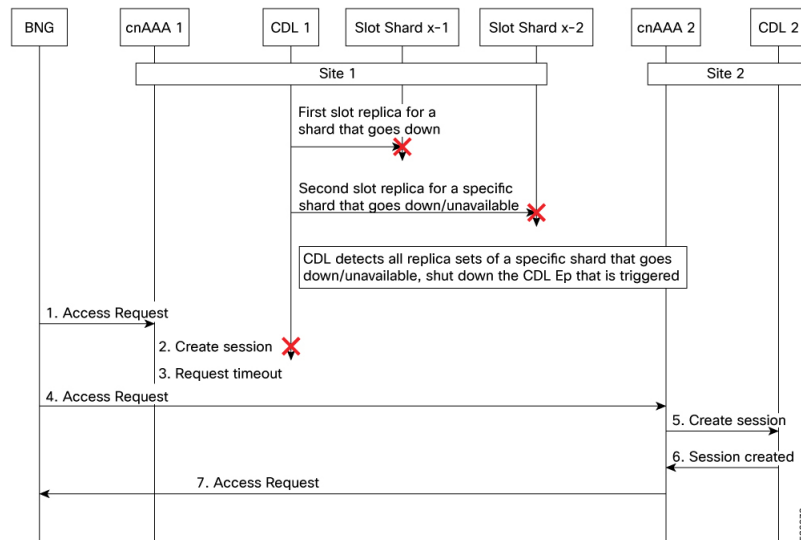 BNG
cnAAA 1
CDL 1
Slot Shard x-1
Slot Shard x-2
cnAAA 2
CDL 2
Site 1
Site 2
First slot replica for a
shard that goes down
Second slot replica for a specific
shard that goes down/unavailable
CDL detects all replica sets of a specific shard that goes
down/unavailable, shut down the CDL Ep that is triggered
1. Access Request
2. Create session
3. Request timeout
4. Access Request
5. Create session
6. Session created
7. Access Request